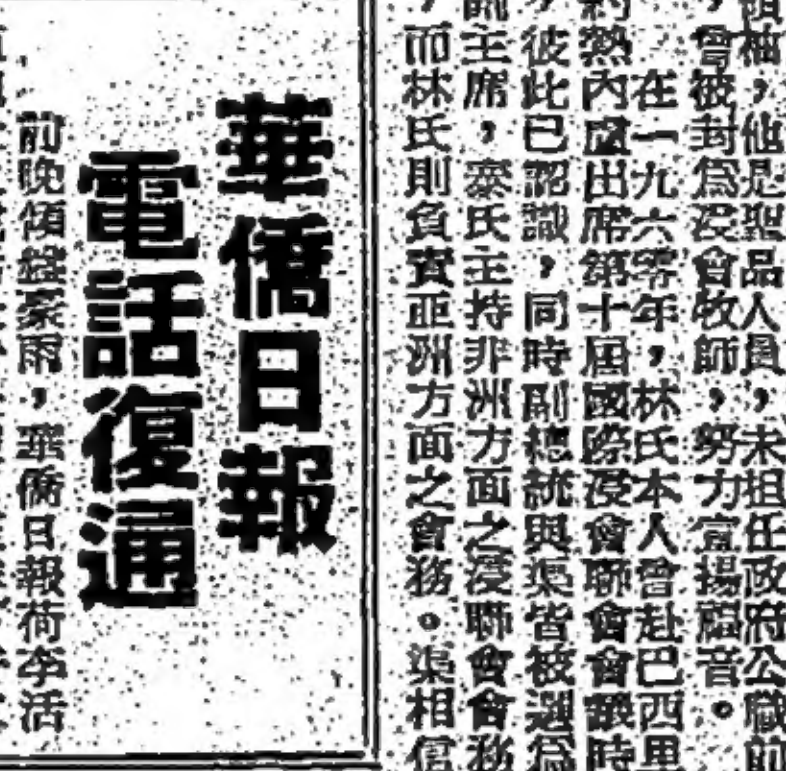 領袖,他是聖品人員,未担任政府公職前
,曾被封爲浸會牧師,努力宣揚福音。
在一九六零年,林氏本人曾赴巴西里
約熱內盧出席第十屆國際浸會聯會會議時
,彼此已認識,同時副總統與渠皆被選爲
副主席,泰氏主持非洲方面之浸聯會會務
,而林氏則負責亚洲方面之會務。渠相信
華僑日報
電話復通
前晚傾盤豪雨,華僑日報荷李活